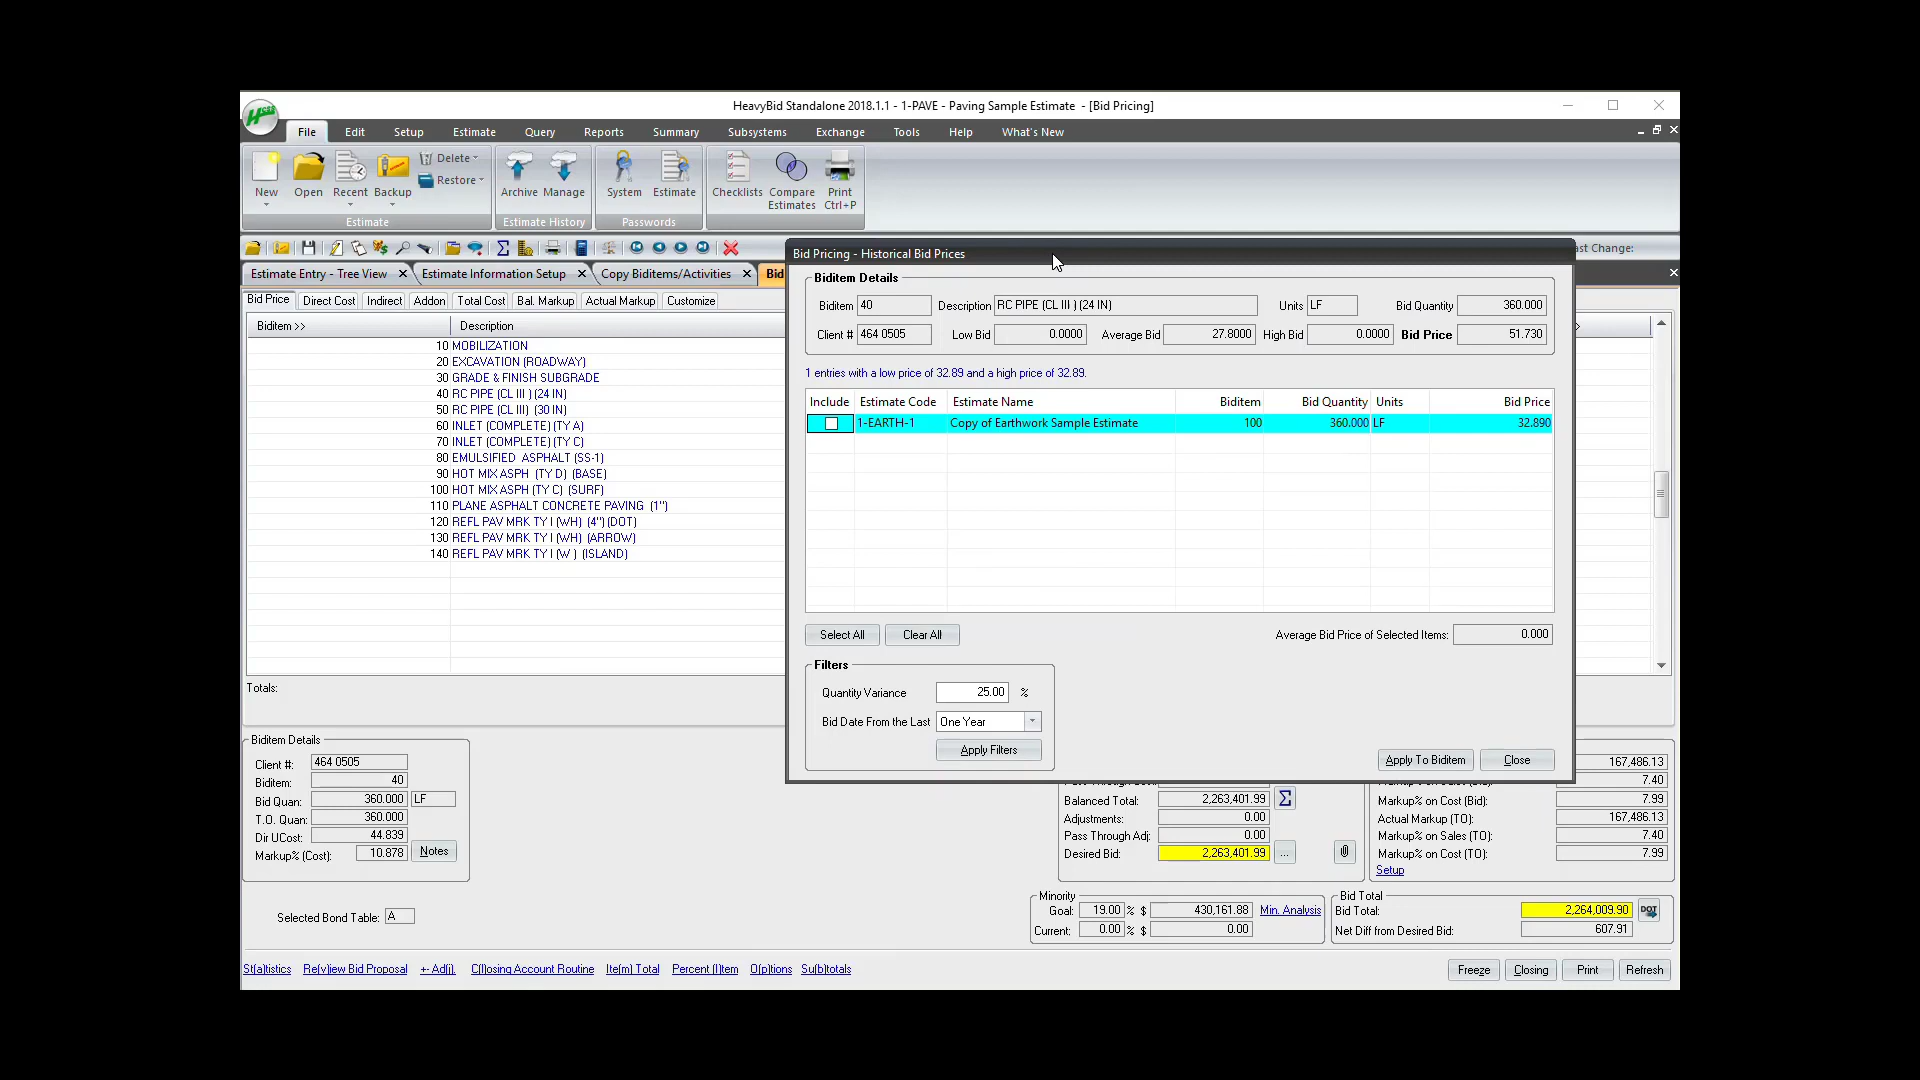 HeavyBid Standalone 2018.1.1 - 1-PAVE - Paving Sample Estimate - [Bid Pricing]
HCSS
File Edit Setup Estimate Query Reports Summary Subsystems Exchange Tools Help What's New
New Open Recent Backup Delete Restore Archive Manage System Estimate Checklists Compare Estimates Print Ctrl+P
Estimate Estimate History Passwords
Last Change:
Estimate Entry - Tree View Estimate Information Setup Copy Biditems/Activities Bid
Bid Price Direct Cost Indirect Addon Total Cost Bal. Markup Actual Markup Customize
Biditem >> Description
10 MOBILIZATION
20 EXCAVATION (ROADWAY)
30 GRADE & FINISH SUBGRADE
40 RC PIPE (CL III ) (24 IN)
50 RC PIPE (CL III) (30 IN)
60 INLET (COMPLETE) (TY A)
70 INLET (COMPLETE) (TY C)
80 EMULSIFIED ASPHALT (SS-1)
90 HOT MIX ASPH (TY D) (BASE)
100 HOT MIX ASPH (TY C) (SURF)
110 PLANE ASPHALT CONCRETE PAVING (1")
120 REFL PAV MRK TY I (WH) (4") (DOT)
130 REFL PAV MRK TY I (WH) (ARROW)
140 REFL PAV MRK TY I (W ) (ISLAND)
Totals:
Bid Pricing - Historical Bid Prices
Biditem Details
Biditem 40 Description RC PIPE (CL III ) (24 IN) Units LF Bid Quantity 360.000
Client # 464 0505 Low Bid 0.0000 Average Bid 27.8000 High Bid 0.0000 Bid Price 51.730
1 entries with a low price of 32.89 and a high price of 32.89.
Include Estimate Code Estimate Name Biditem Bid Quantity Units Bid Price
1-EARTH-1 Copy of Earthwork Sample Estimate 100 360.000 LF 32.890
Select All Clear All Average Bid Price of Selected Items: 0.000
Filters
Quantity Variance 25.00 %
Bid Date From the Last One Year
Apply Filters
Apply To Biditem Close
Biditem Details
Client #: 464 0505
Biditem: 40
Bid Quan: 360.000 LF
T.O. Quan: 360.000
Dir UCost: 44.839
Markup% (Cost): 10.878 Notes
Selected Bond Table: A
Balanced Total: 2,263,401.99 Σ
Adjustments: 0.00
Pass Through Adj: 0.00
Desired Bid: 2,263,401.99 ...
167,486.13
7.40
Markup% on Cost (Bid): 7.99
Actual Markup (TO): 167,486.13
Markup% on Sales (TO): 7.40
Markup% on Cost (TO): 7.99
Setup
Minority
Goal: 19.00 % $ 430,161.88 Min. Analysis
Current: 0.00 % $ 0.00
Bid Total
Bid Total: 2,264,009.90 DOT
Net Diff from Desired Bid: 607.91
St(a)tistics Re(v)iew Bid Proposal +- Ad(j). C(l)osing Account Routine Ite(m) Total Percent (I)tem O(p)tions Su(b)totals
Freeze Closing Print Refresh